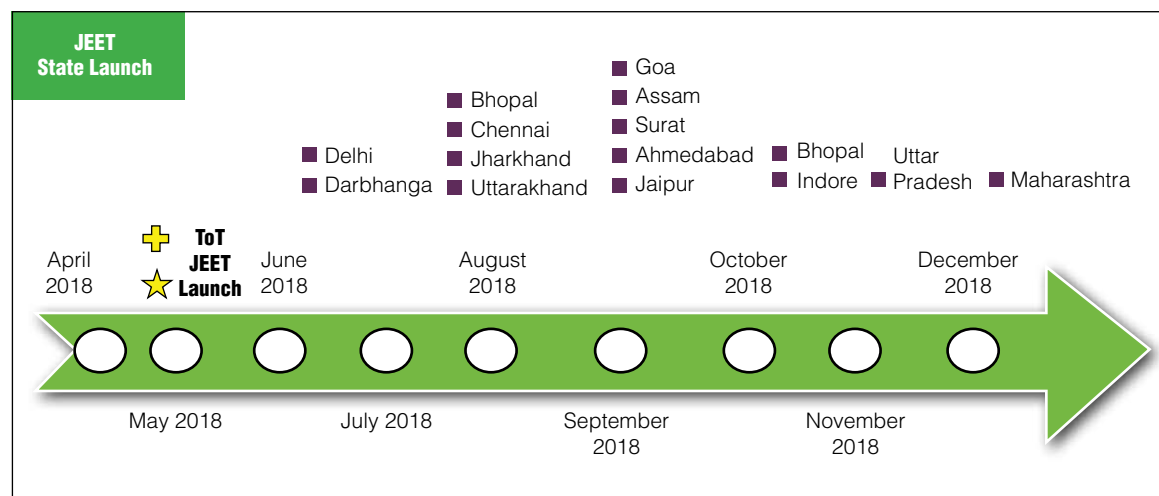 JEET
State Launch
Goa
Assam
Surat
Ahmedabad
Jaipur
Bhopal
Chennai
Jharkhand
Uttarakhand
Delhi
Darbhanga
Bhopal
Indore
Uttar
Pradesh
Maharashtra
ToT
JEET
Launch
April
2018
June
2018
August
2018
October
2018
December
2018
May 2018
July 2018
September
2018
November
2018